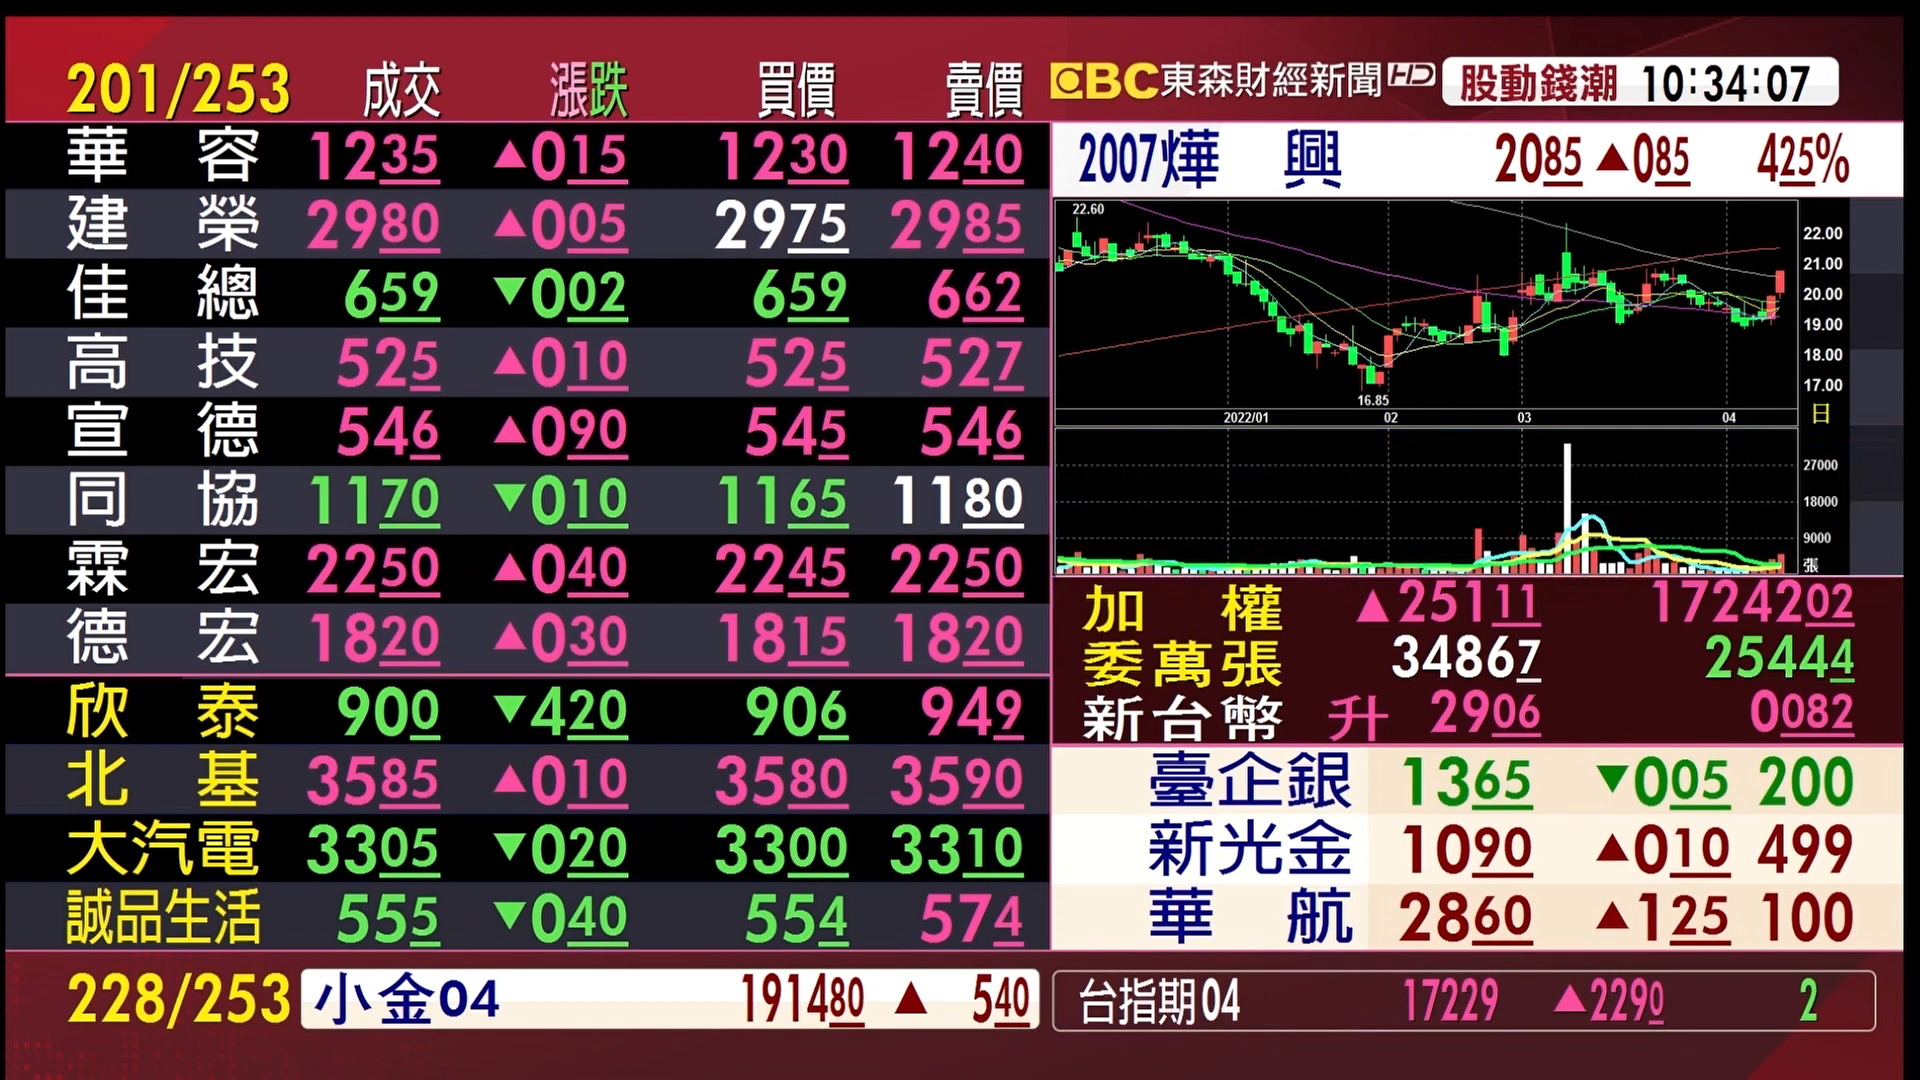 201/253 成交 漲跌 買價 賣價
華容 1235 ▲015 1230 1240
建榮 2980 ▲005 2975 2985
佳總 659 ▼002 659 662
高技 525 ▲010 525 527
宣德 546 ▲090 545 546
同協 1170 ▼010 1165 1180
霖宏 2250 ▲040 2245 2250
德宏 1820 ▲030 1815 1820
欣泰 900 ▼420 906 949
北基 3585 ▲010 3580 3590
大汽電 3305 ▼020 3300 3310
誠品生活 555 ▼040 554 574
228/253 小金04 191480 ▲ 540
EBC東森財經新聞HD 股動錢潮 10:34:07
2007燁興 2085 ▲085 425%
22.60
22.00
21.00
20.00
19.00
18.00
17.00
16.85
2022/01 02 03 04 日
27000
18000
9000
張
加權 ▲25111 1724202
委萬張 34867 25444
新台幣 升 2906 0082
臺企銀 1365 ▼005 200
新光金 1090 ▲010 499
華航 2860 ▲125 100
台指期04 17229 ▲2290 2